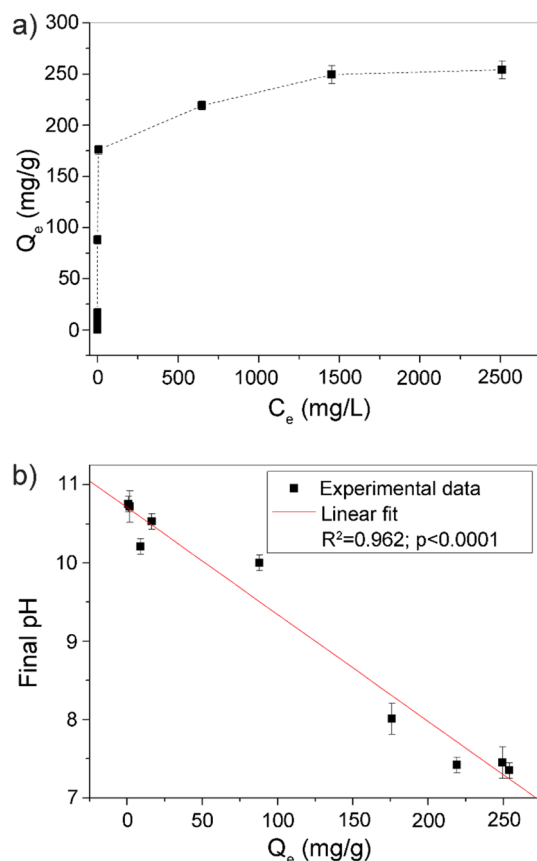 a)
300
250
200
150
100
50
0
Qe (mg/g)
0 500 1000 1500 2000 2500
Ce (mg/L)
b)
11
10
9
8
7
Final pH
Experimental data
Linear fit
R²=0.962; p<0.0001
0 50 100 150 200 250
Qe (mg/g)